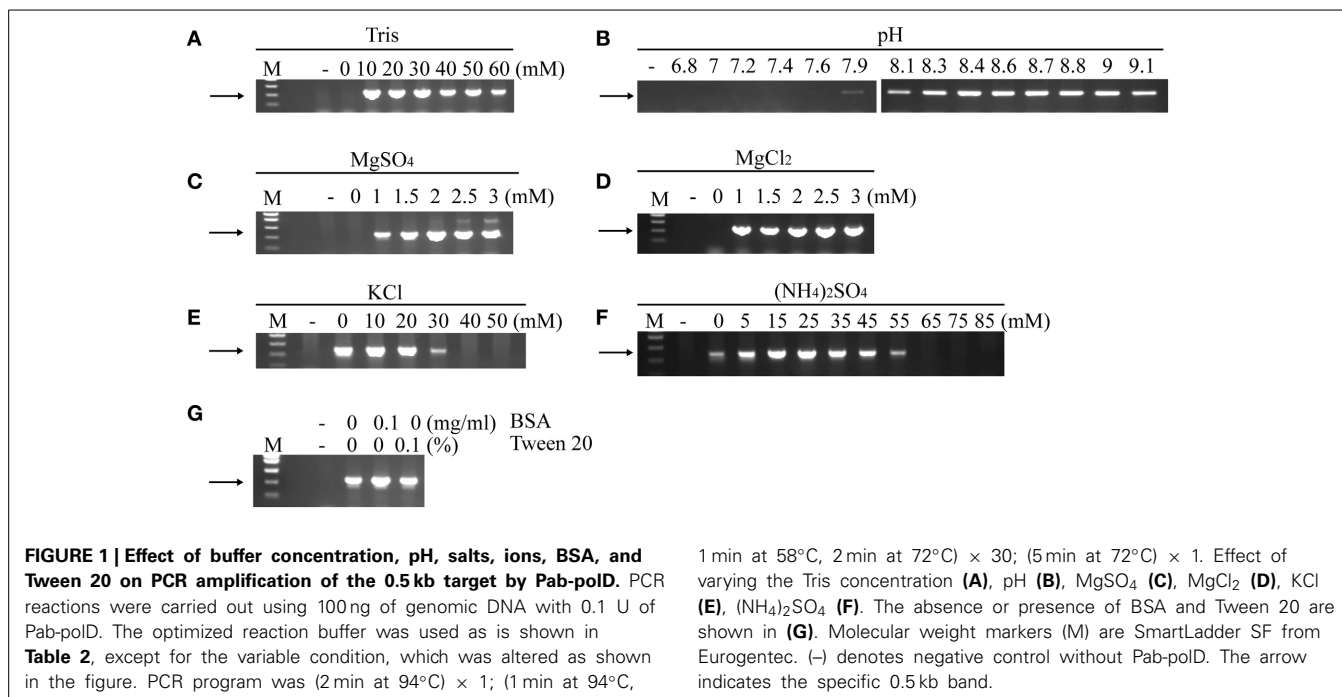 A
Tris
M - 0 10 20 30 40 50 60 (mM)
B
pH
- 6.8 7 7.2 7.4 7.6 7.9 8.1 8.3 8.4 8.6 8.7 8.8 9 9.1
C
MgSO4
M - 0 1 1.5 2 2.5 3 (mM)
D
MgCl2
M - 0 1 1.5 2 2.5 3 (mM)
E
KCl
M - 0 10 20 30 40 50 (mM)
F
(NH4)2SO4
M - 0 5 15 25 35 45 55 65 75 85 (mM)
G
- 0 0.1 0 (mg/ml) BSA
M - 0 0 0.1 (%) Tween 20
FIGURE 1 | Effect of buffer concentration, pH, salts, ions, BSA, and
Tween 20 on PCR amplification of the 0.5 kb target by Pab-polD. PCR
reactions were carried out using 100 ng of genomic DNA with 0.1 U of
Pab-polD. The optimized reaction buffer was used as is shown in
Table 2, except for the variable condition, which was altered as shown
in the figure. PCR program was (2 min at 94°C) × 1; (1 min at 94°C,
1 min at 58°C, 2 min at 72°C) × 30; (5 min at 72°C) × 1. Effect of
varying the Tris concentration (A), pH (B), MgSO4 (C), MgCl2 (D), KCl
(E), (NH4)2SO4 (F). The absence or presence of BSA and Tween 20 are
shown in (G). Molecular weight markers (M) are SmartLadder SF from
Eurogentec. (–) denotes negative control without Pab-polD. The arrow
indicates the specific 0.5 kb band.